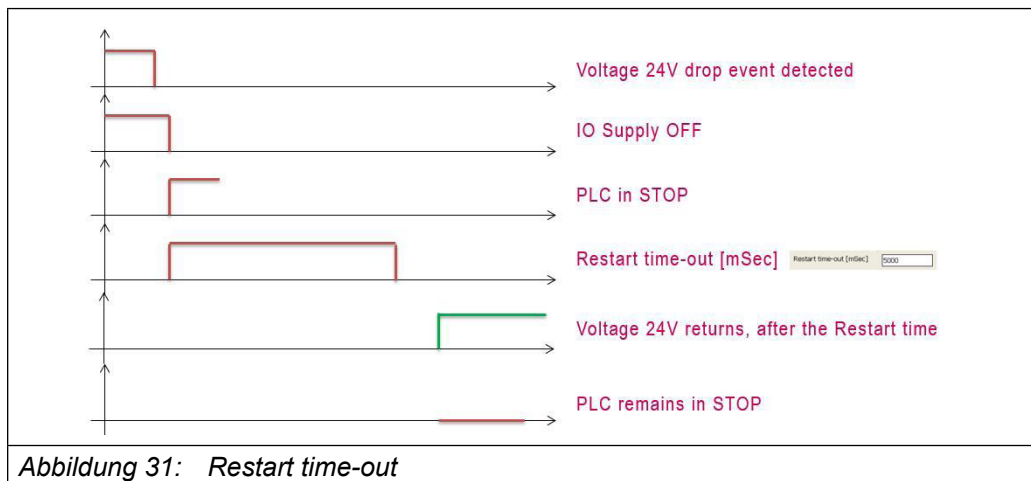 Voltage 24V drop event detected
IO Supply OFF
PLC in STOP
Restart time-out [mSec] Restart time-out [mSec] 5000
Voltage 24V returns, after the Restart time
PLC remains in STOP
Abbildung 31: Restart time-out